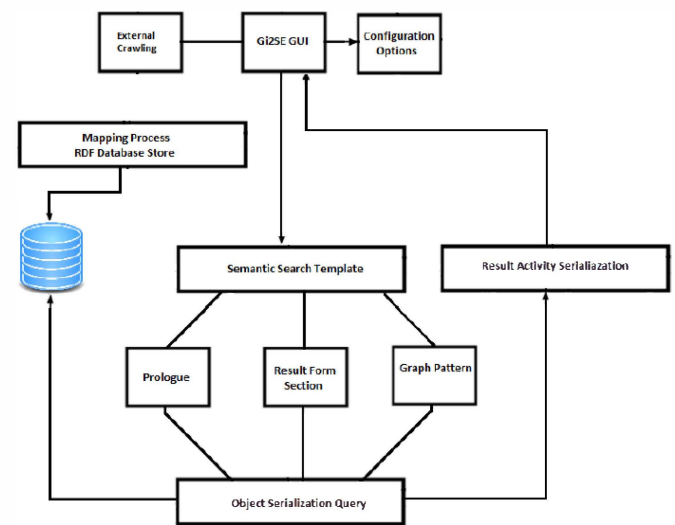 External
Crawling
Gi2SE GUI
Configuration
Options
Mapping Process
RDF Database Store
Semantic Search Template
Result Activity Serialiazation
Prologue
Result Form
Section
Graph Pattern
Object Serialization Query